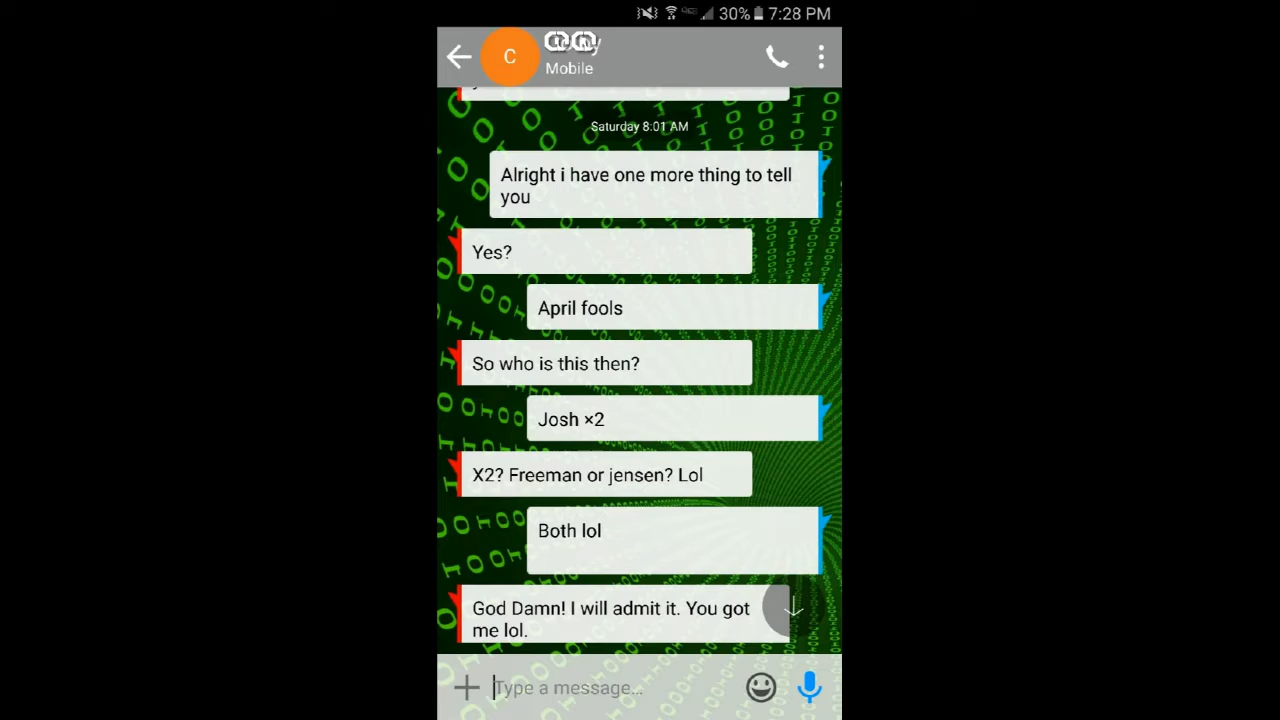 30% 7:28 PM
C
Mobile
Saturday 8:01 AM
Alright i have one more thing to tell
you
Yes?
April fools
So who is this then?
Josh ×2
X2? Freeman or jensen? Lol
Both lol
God Damn! I will admit it. You got
me lol.
Type a message...